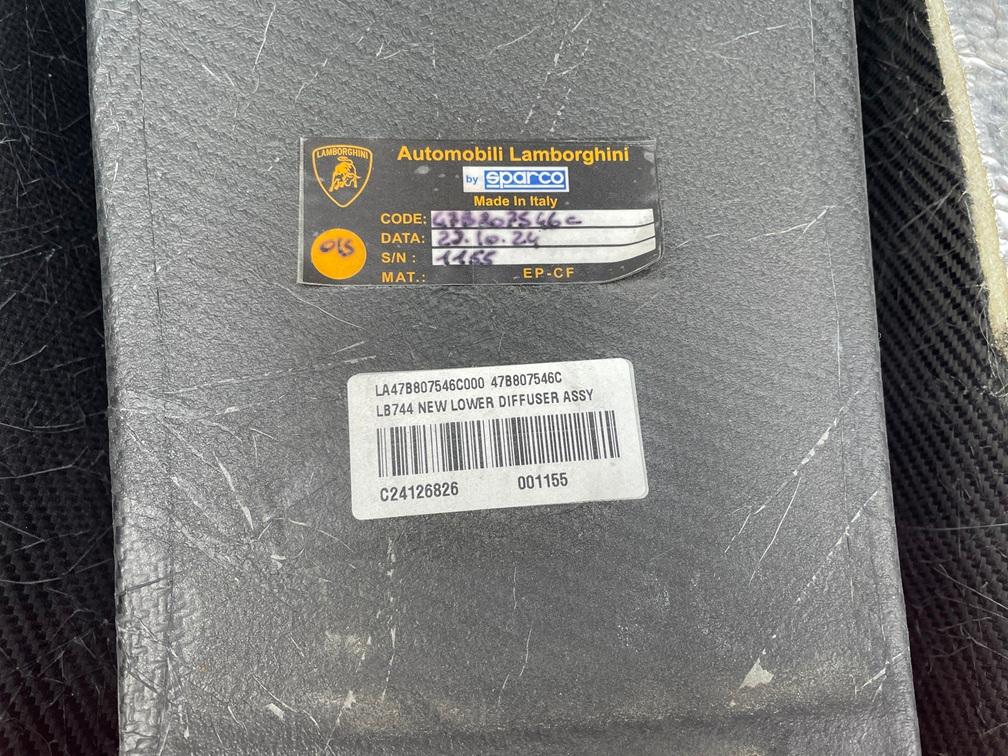 LAMBORGHINI
Automobili Lamborghini
by sparco
Made In Italy
CODE: 47B807546C
DATA: 29.10.24
S/N : 1155
MAT.: EP-CF
LA47B807546C000 47B807546C
LB744 NEW LOWER DIFFUSER ASSY
C24126826 001155